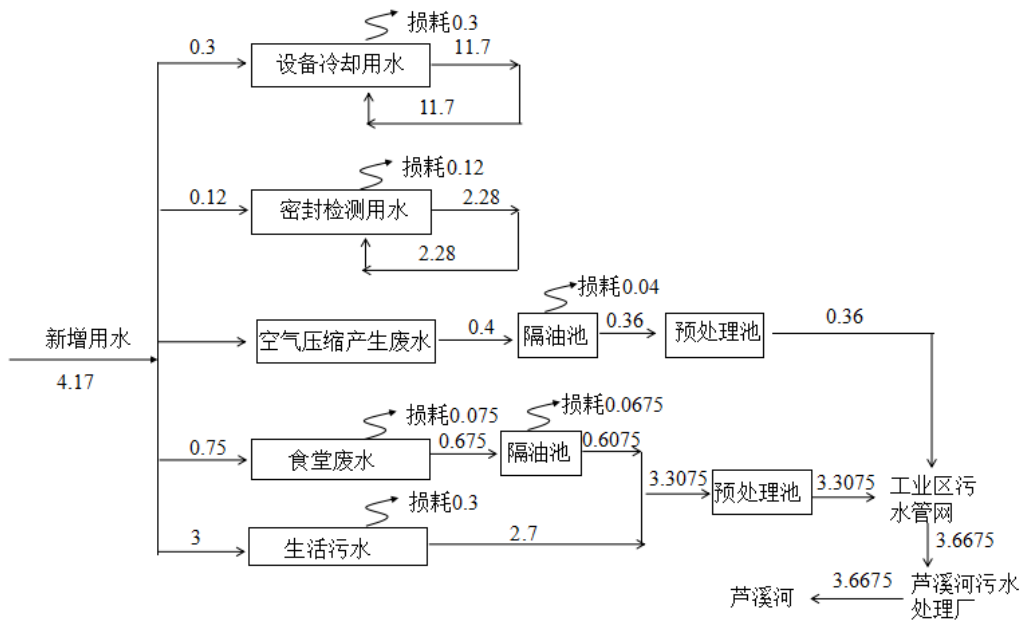 损耗0.3
0.3
设备冷却用水
11.7
11.7
损耗0.12
0.12
密封检测用水
2.28
2.28
新增用水
4.17
空气压缩产生废水
0.4
损耗0.04
隔油池
0.36
预处理池
0.36
0.75
损耗0.075
食堂废水
0.675
损耗0.0675
隔油池
0.6075
3
损耗0.3
生活污水
2.7
3.3075
预处理池
3.3075
工业区污
水管网
3.6675
芦溪河污水
处理厂
3.6675
芦溪河